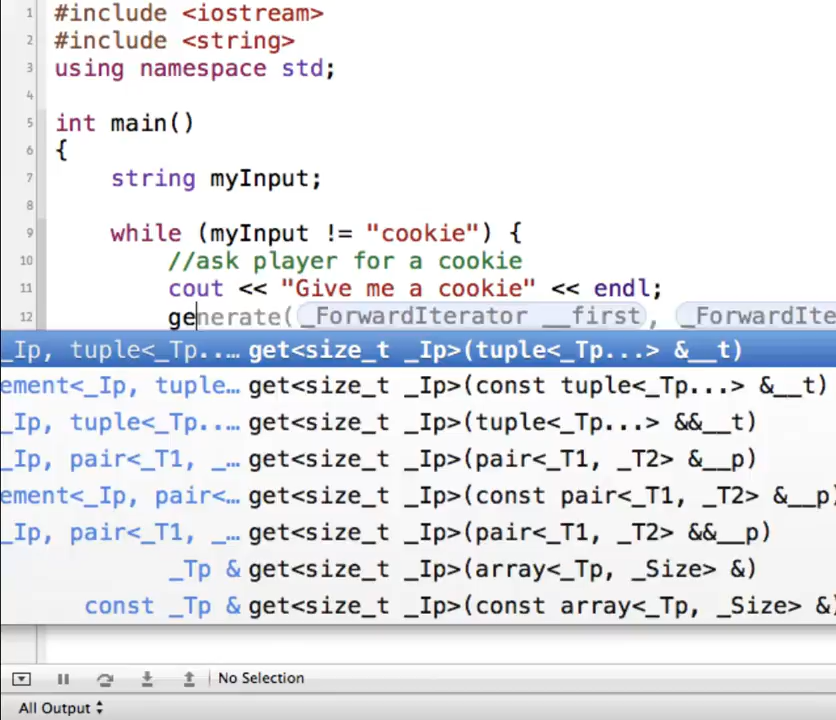 1 #include <iostream>
2 #include <string>
3 using namespace std;
4
5 int main()
6 {
7 string myInput;
8
9 while (myInput != "cookie") {
10 //ask player for a cookie
11 cout << "Give me a cookie" << endl;
12 generate(_ForwardIterator __first, _ForwardIte
_Ip, tuple<_Tp..… get<size_t _Ip>(tuple<_Tp...> &__t)
ement<_Ip, tuple… get<size_t _Ip>(const tuple<_Tp...> &__t)
_Ip, tuple<_Tp..… get<size_t _Ip>(tuple<_Tp...> &&__t)
_Ip, pair<_T1, _… get<size_t _Ip>(pair<_T1, _T2> &__p)
ement<_Ip, pair<… get<size_t _Ip>(const pair<_T1, _T2> &__p)
_Ip, pair<_T1, _… get<size_t _Ip>(pair<_T1, _T2> &&__p)
_Tp & get<size_t _Ip>(array<_Tp, _Size> &)
const _Tp & get<size_t _Ip>(const array<_Tp, _Size> &)
No Selection
All Output